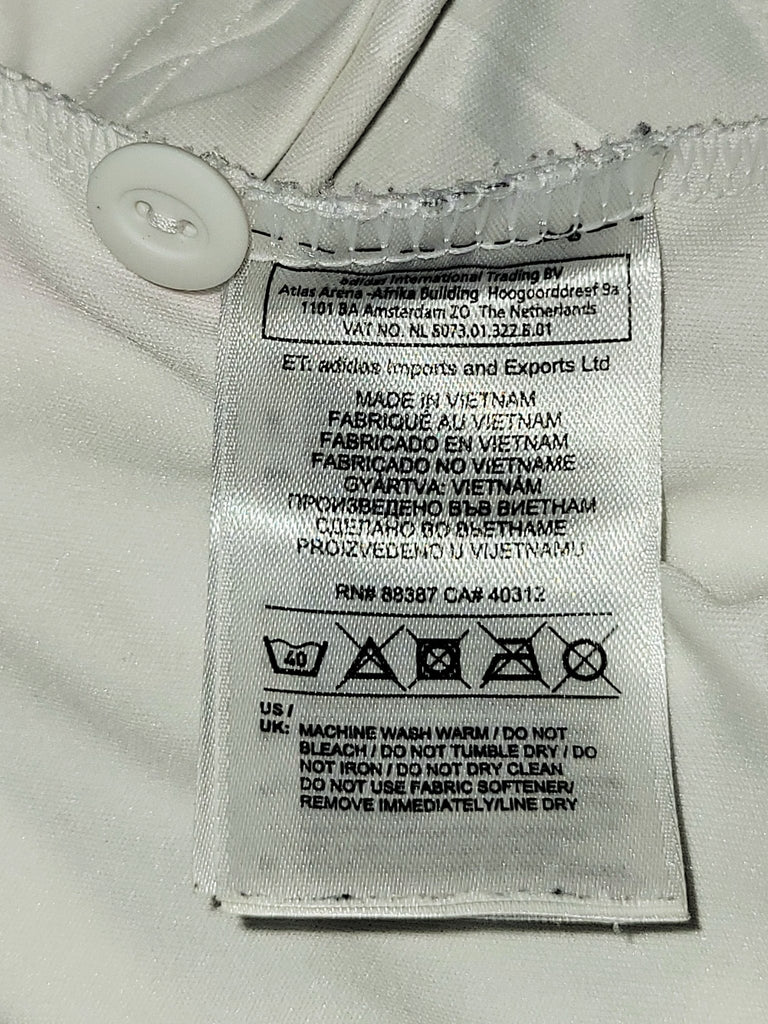 adidas International Trading BV
Atlas Arena -Afrika Building Hoogoorddreef 9a
1101 BA Amsterdam ZO The Netherlands
VAT NO. NL 8073.01.322.B.01
ET: adidas Imports and Exports Ltd
MADE IN VIETNAM
FABRIQUÉ AU VIETNAM
FABRICADO EN VIETNAM
FABRICADO NO VIETNAME
GYÁRTVA: VIETNÁM
ПРОИЗВЕДЕНО ВЪВ ВИЕТНАМ
СДЕЛАНО ВО ВЬЕТНАМЕ
PROIZVEDENO U VIJETNAMU
RN# 88387 CA# 40312
40
US /
UK: MACHINE WASH WARM / DO NOT
BLEACH / DO NOT TUMBLE DRY / DO
NOT IRON / DO NOT DRY CLEAN
DO NOT USE FABRIC SOFTENER/
REMOVE IMMEDIATELY/LINE DRY